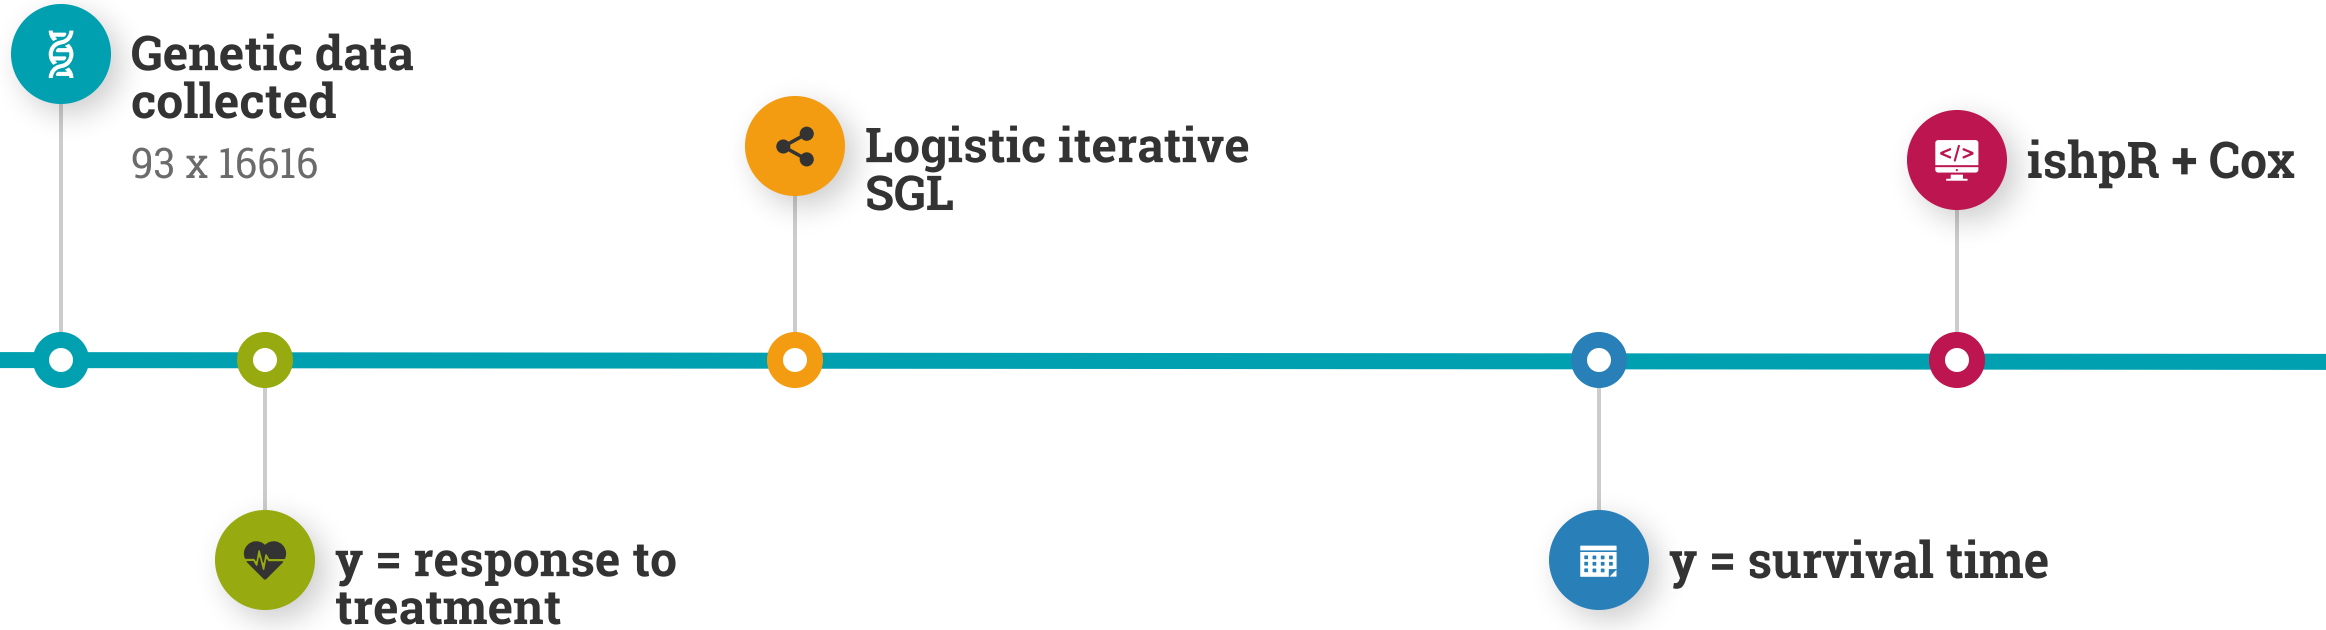 Genetic data
collected
93 x 16616
y = response to
treatment
Logistic iterative
SGL
y = survival time
ishpR + Cox